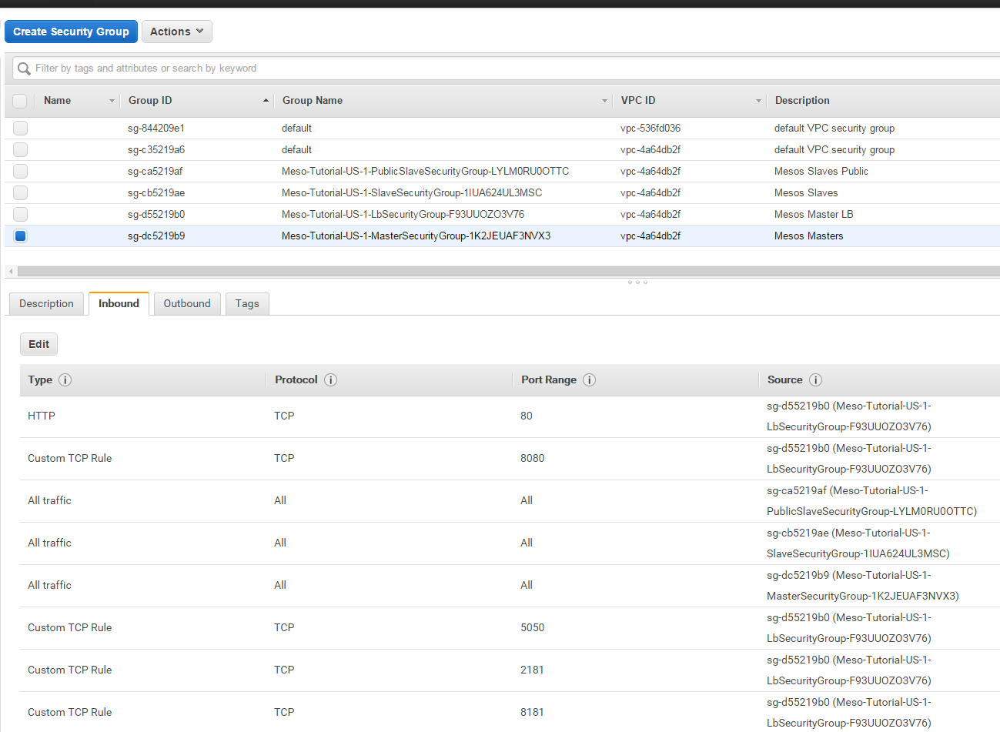 Create Security Group Actions
Filter by tags and attributes or search by keyword
Name Group ID Group Name VPC ID Description
sg-844209e1 default vpc-536fd036 default VPC security group
sg-c35219a6 default vpc-4a64db2f default VPC security group
sg-ca5219af Meso-Tutorial-US-1-PublicSlaveSecurityGroup-LYLM0RU0OTTC vpc-4a64db2f Mesos Slaves Public
sg-cb5219ae Meso-Tutorial-US-1-SlaveSecurityGroup-1IUA624UL3MSC vpc-4a64db2f Mesos Slaves
sg-d55219b0 Meso-Tutorial-US-1-LbSecurityGroup-F93UUOZO3V76 vpc-4a64db2f Mesos Master LB
sg-dc5219b9 Meso-Tutorial-US-1-MasterSecurityGroup-1K2JEUAF3NVX3 vpc-4a64db2f Mesos Masters
Description Inbound Outbound Tags
Edit
Type Protocol Port Range Source
HTTP TCP 80 sg-d55219b0 (Meso-Tutorial-US-1-
LbSecurityGroup-F93UUOZO3V76)
Custom TCP Rule TCP 8080 sg-d55219b0 (Meso-Tutorial-US-1-
LbSecurityGroup-F93UUOZO3V76)
All traffic All All sg-ca5219af (Meso-Tutorial-US-1-
PublicSlaveSecurityGroup-LYLM0RU0OTTC)
All traffic All All sg-cb5219ae (Meso-Tutorial-US-1-
SlaveSecurityGroup-1IUA624UL3MSC)
All traffic All All sg-dc5219b9 (Meso-Tutorial-US-1-
MasterSecurityGroup-1K2JEUAF3NVX3)
Custom TCP Rule TCP 5050 sg-d55219b0 (Meso-Tutorial-US-1-
LbSecurityGroup-F93UUOZO3V76)
Custom TCP Rule TCP 2181 sg-d55219b0 (Meso-Tutorial-US-1-
LbSecurityGroup-F93UUOZO3V76)
Custom TCP Rule TCP 8181 sg-d55219b0 (Meso-Tutorial-US-1-
LbSecurityGroup-F93UUOZO3V76)